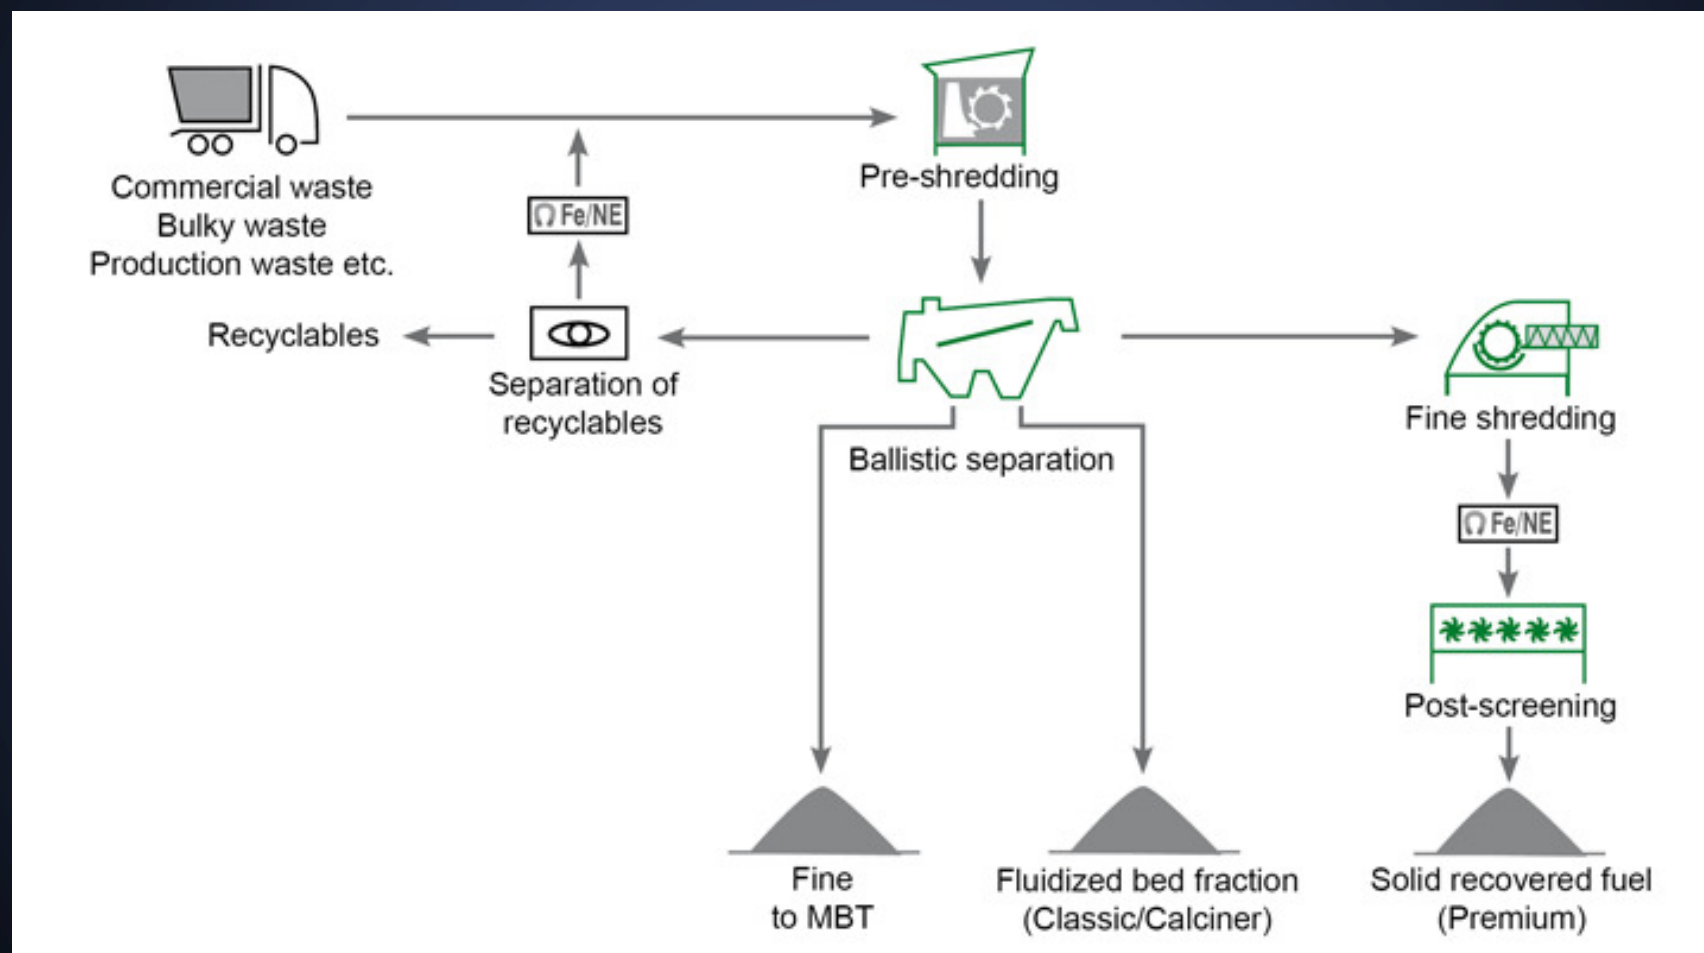 Commercial waste
Bulky waste
Production waste etc.
Fe/NE
Pre-shredding
Recyclables
Separation of
recyclables
Ballistic separation
Fine shredding
Fe/NE
Post-screening
Fine
to MBT
Fluidized bed fraction
(Classic/Calciner)
Solid recovered fuel
(Premium)